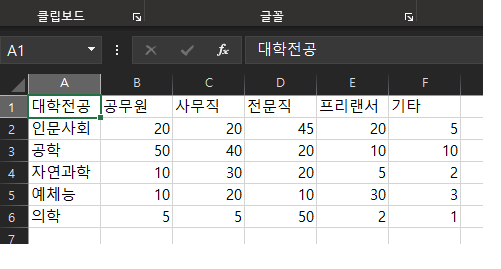 클립보드 글꼴
A1 fx 대학전공
A B C D E F
1 대학전공 공무원 사무직 전문직 프리랜서 기타
2 인문사회 20 20 45 20 5
3 공학 50 40 20 10 10
4 자연과학 10 30 20 5 2
5 예체능 10 20 10 30 3
6 의학 5 5 50 2 1
7